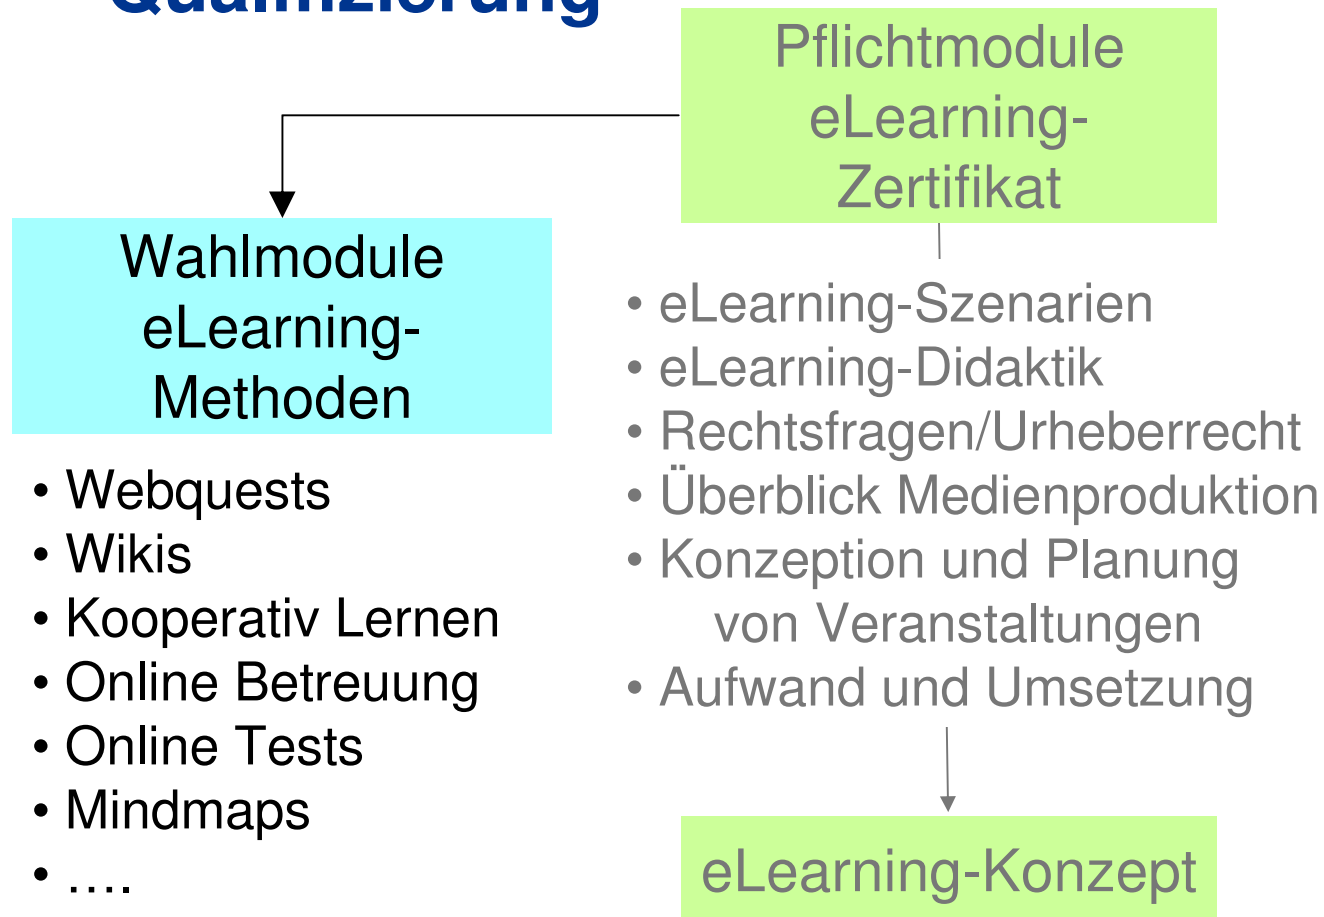 Qualifizierung
Pflichtmodule
eLearning-
Zertifikat
Wahlmodule
eLearning-
Methoden
• Webquests
• Wikis
• Kooperativ Lernen
• Online Betreuung
• Online Tests
• Mindmaps
• ....
• eLearning-Szenarien
• eLearning-Didaktik
• Rechtsfragen/Urheberrecht
• Überblick Medienproduktion
• Konzeption und Planung
von Veranstaltungen
• Aufwand und Umsetzung
eLearning-Konzept